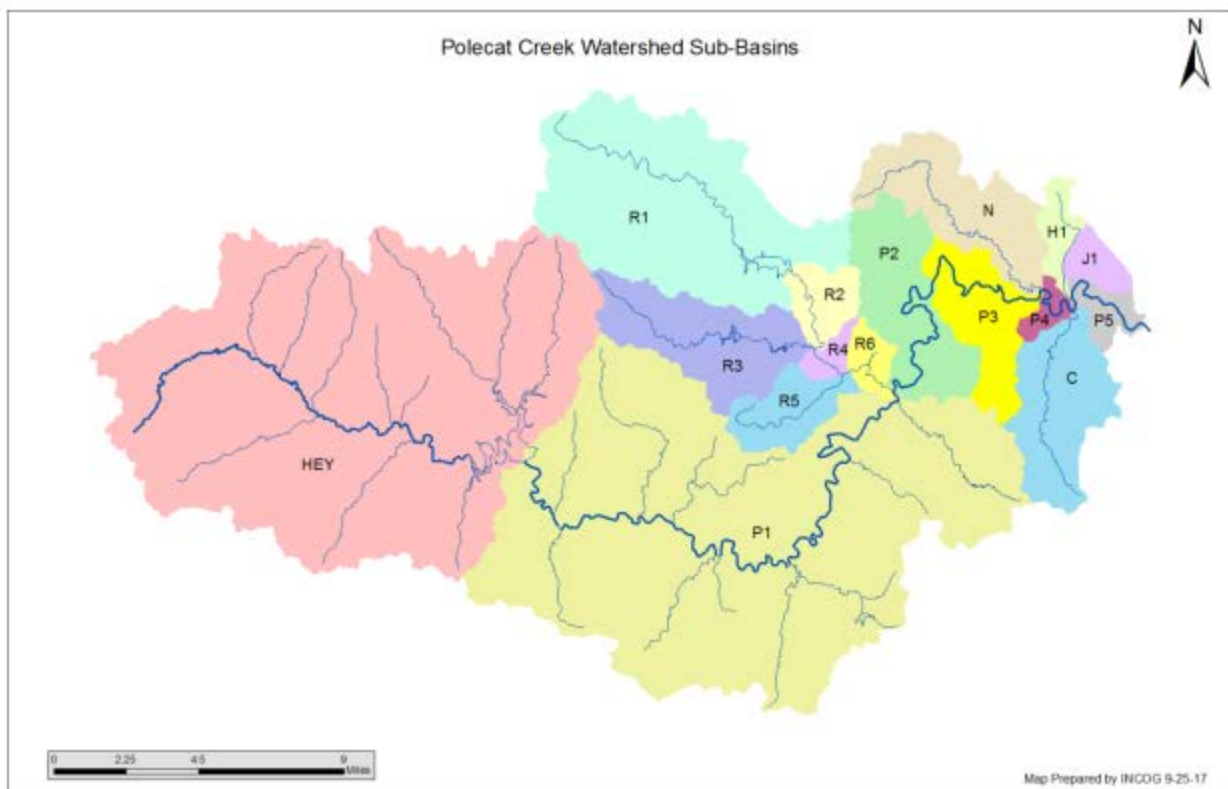 N
Polecat Creek Watershed Sub-Basins
R1
N
H1
P2
J1
R2
P3
P4
P5
R4
R6
R3
C
R5
HEY
P1
0 2.25 4.5 9
Miles
Map Prepared by INCOG 9-25-17